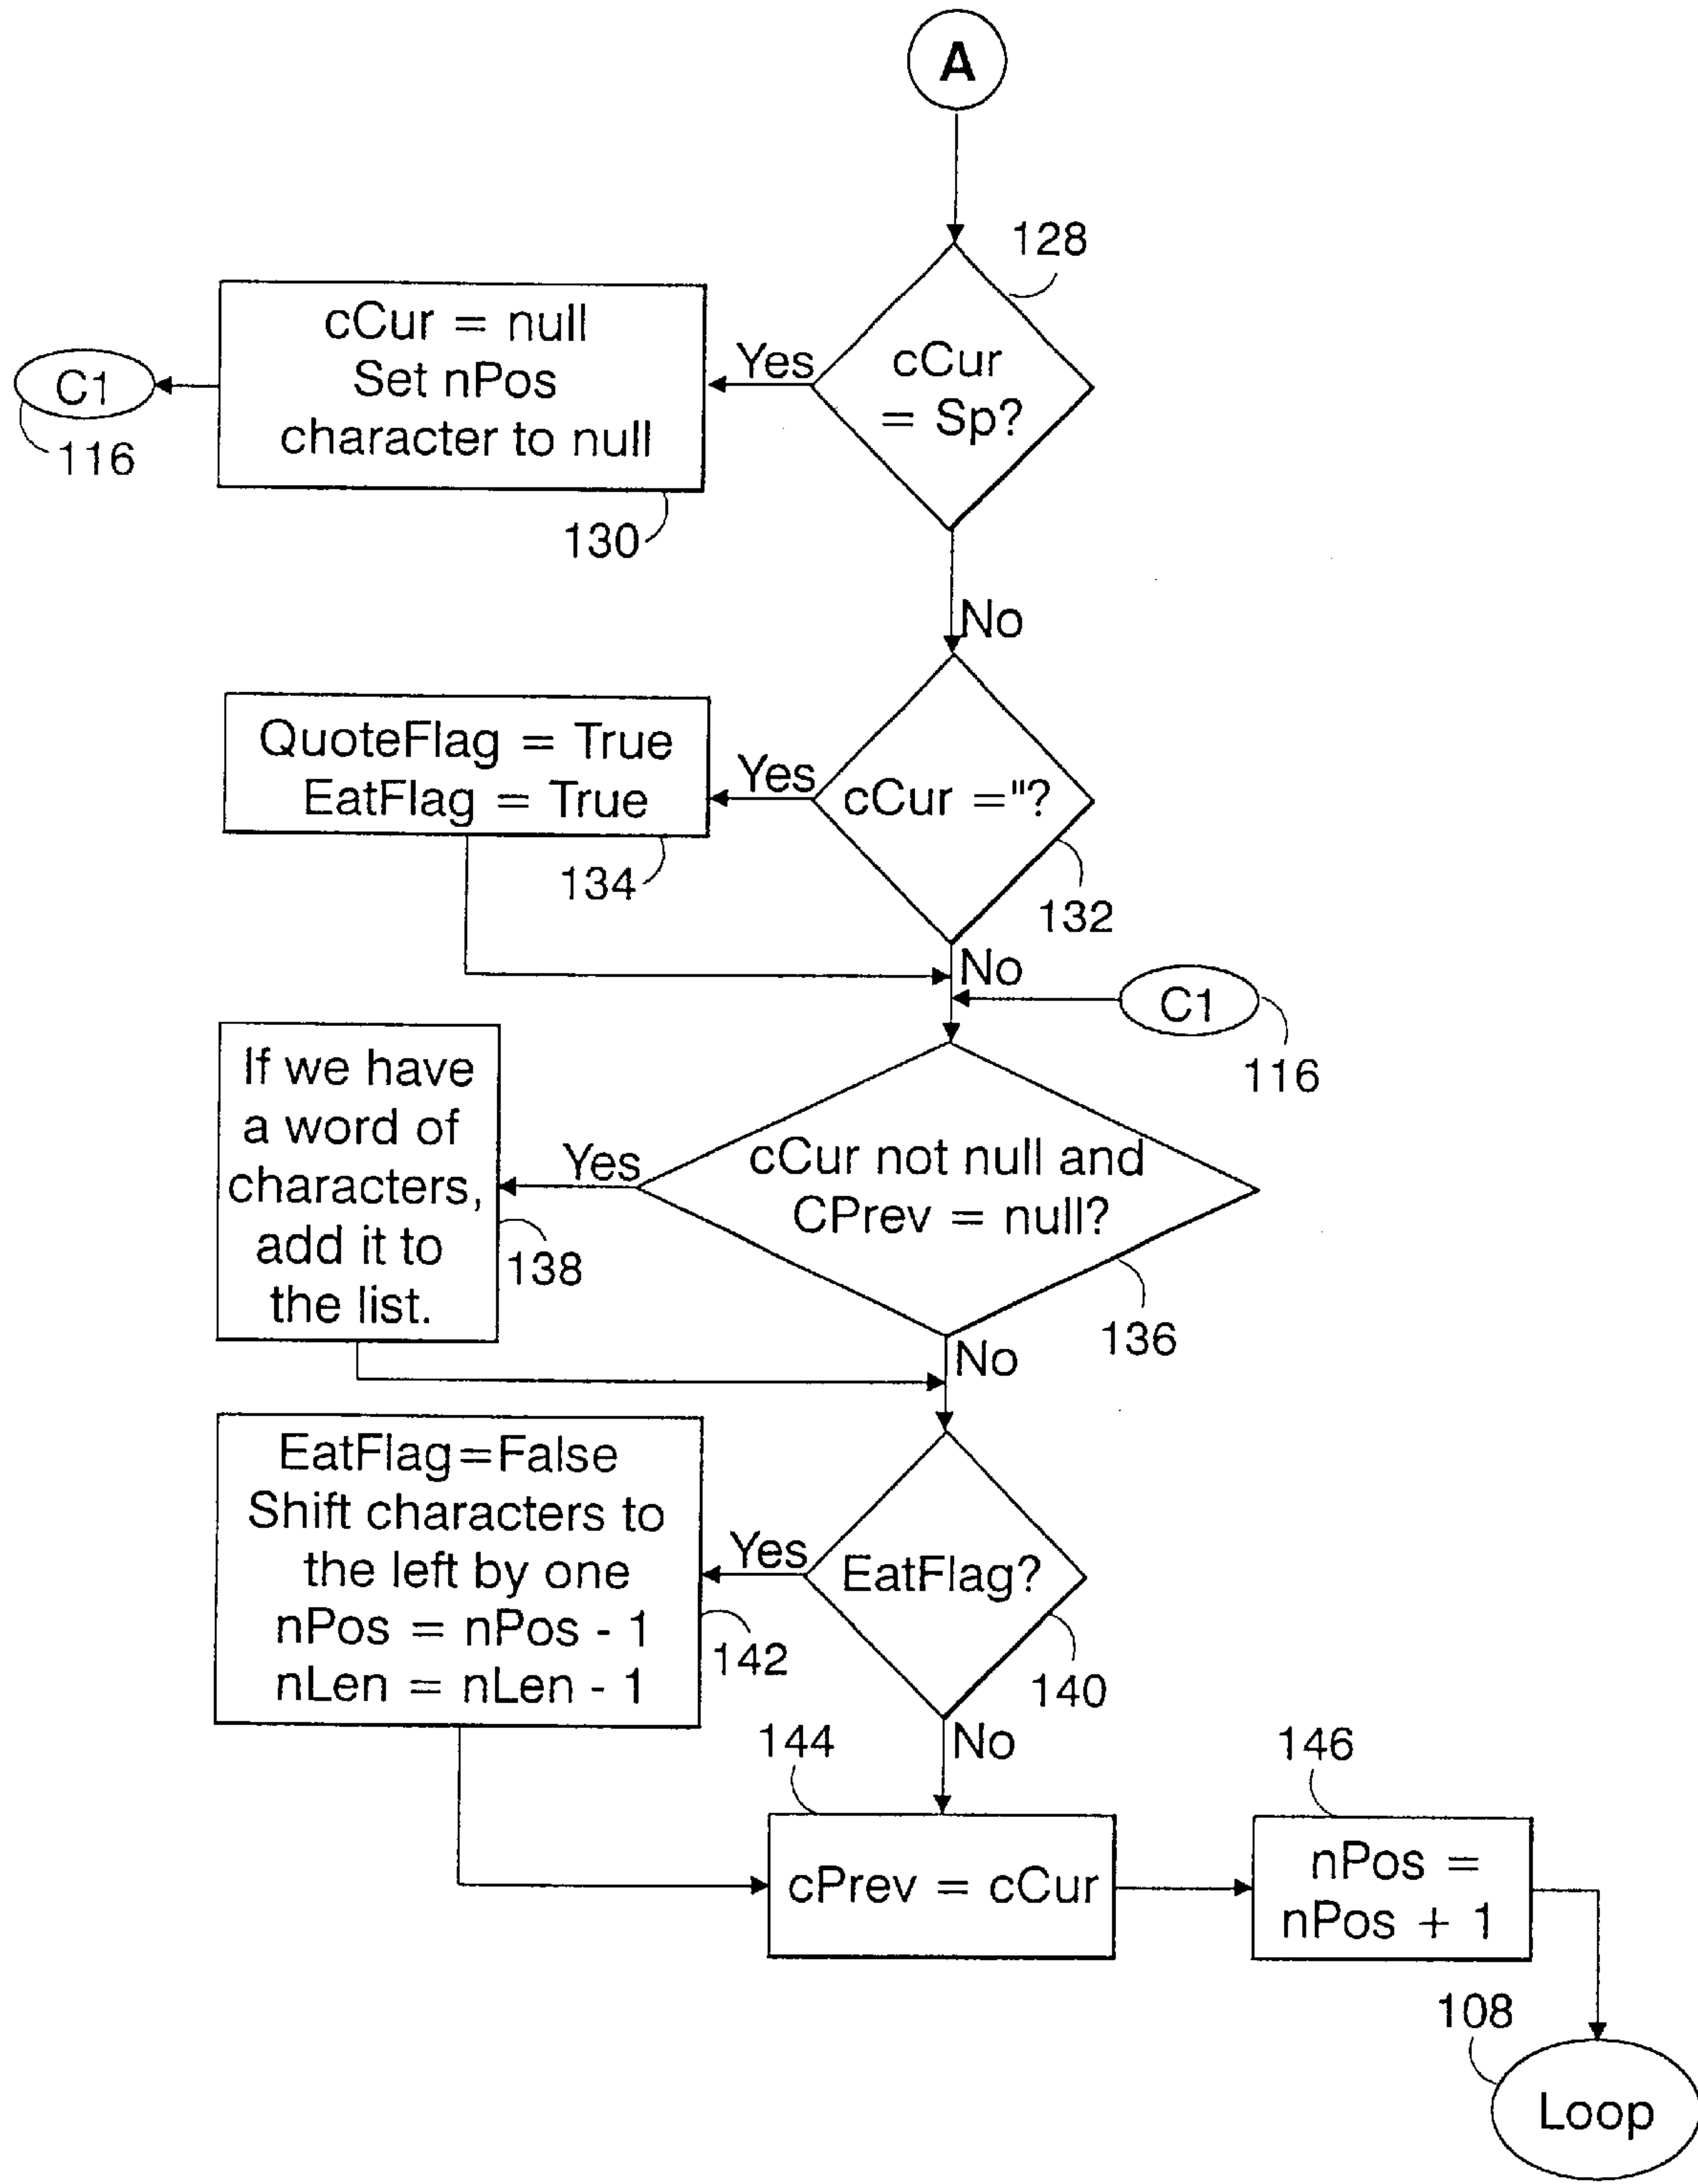 A
128
cCur = null
Set nPos
character to null
Yes
cCur
= Sp?
C1
116
130
No
QuoteFlag = True
EatFlag = True
Yes
cCur ="?
134
132
No
C1
116
If we have
a word of
characters,
add it to
the list.
Yes
cCur not null and
CPrev = null?
138
136
No
EatFlag=False
Shift characters to
the left by one
nPos = nPos - 1
nLen = nLen - 1
Yes
EatFlag?
142
140
No
144
146
cPrev = cCur
nPos =
nPos + 1
108
Loop